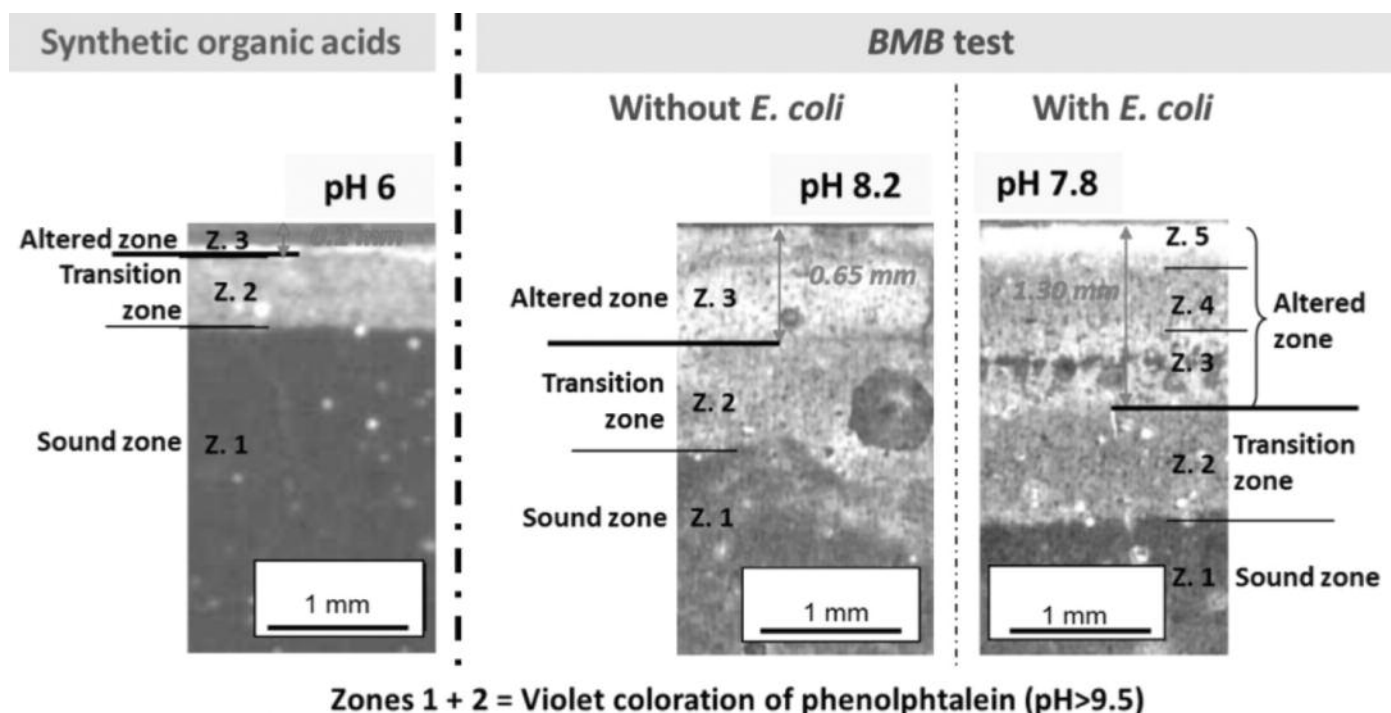 Synthetic organic acids
BMB test
Without E. coli
With E. coli
pH 6
pH 8.2
pH 7.8
Altered zone
Z. 3
0.2 mm
Transition
zone
Z. 2
Sound zone
Z. 1
1 mm
Altered zone
Z. 3
0.65 mm
Transition
zone
Z. 2
Sound zone
Z. 1
1 mm
Z. 5
1.30 mm
Z. 4
Altered
zone
Z. 3
Z. 2
Transition
zone
Z. 1
Sound zone
1 mm
Zones 1 + 2 = Violet coloration of phenolphtalein (pH>9.5)